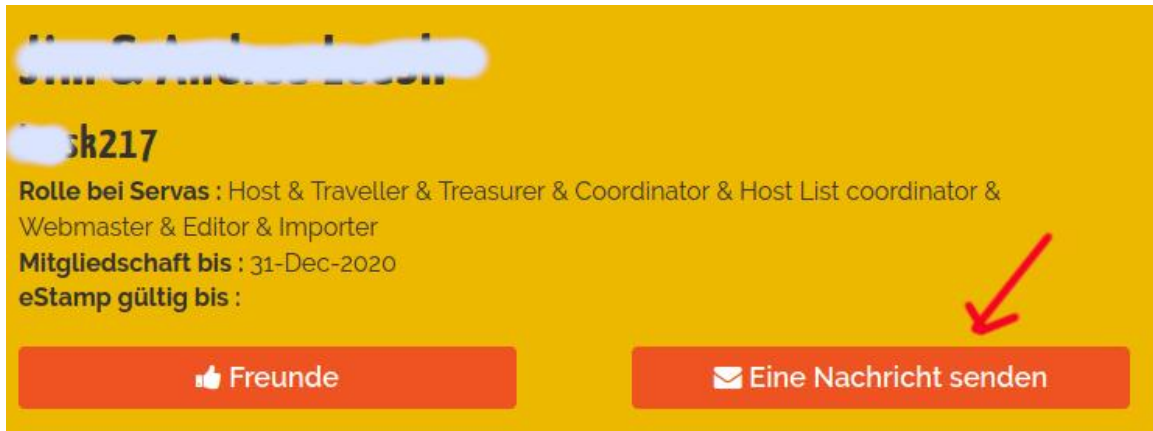 sk217
Rolle bei Servas : Host & Traveller & Treasurer & Coordinator & Host List coordinator &
Webmaster & Editor & Importer
Mitgliedschaft bis : 31-Dec-2020
eStamp gültig bis :
Freunde
Eine Nachricht senden